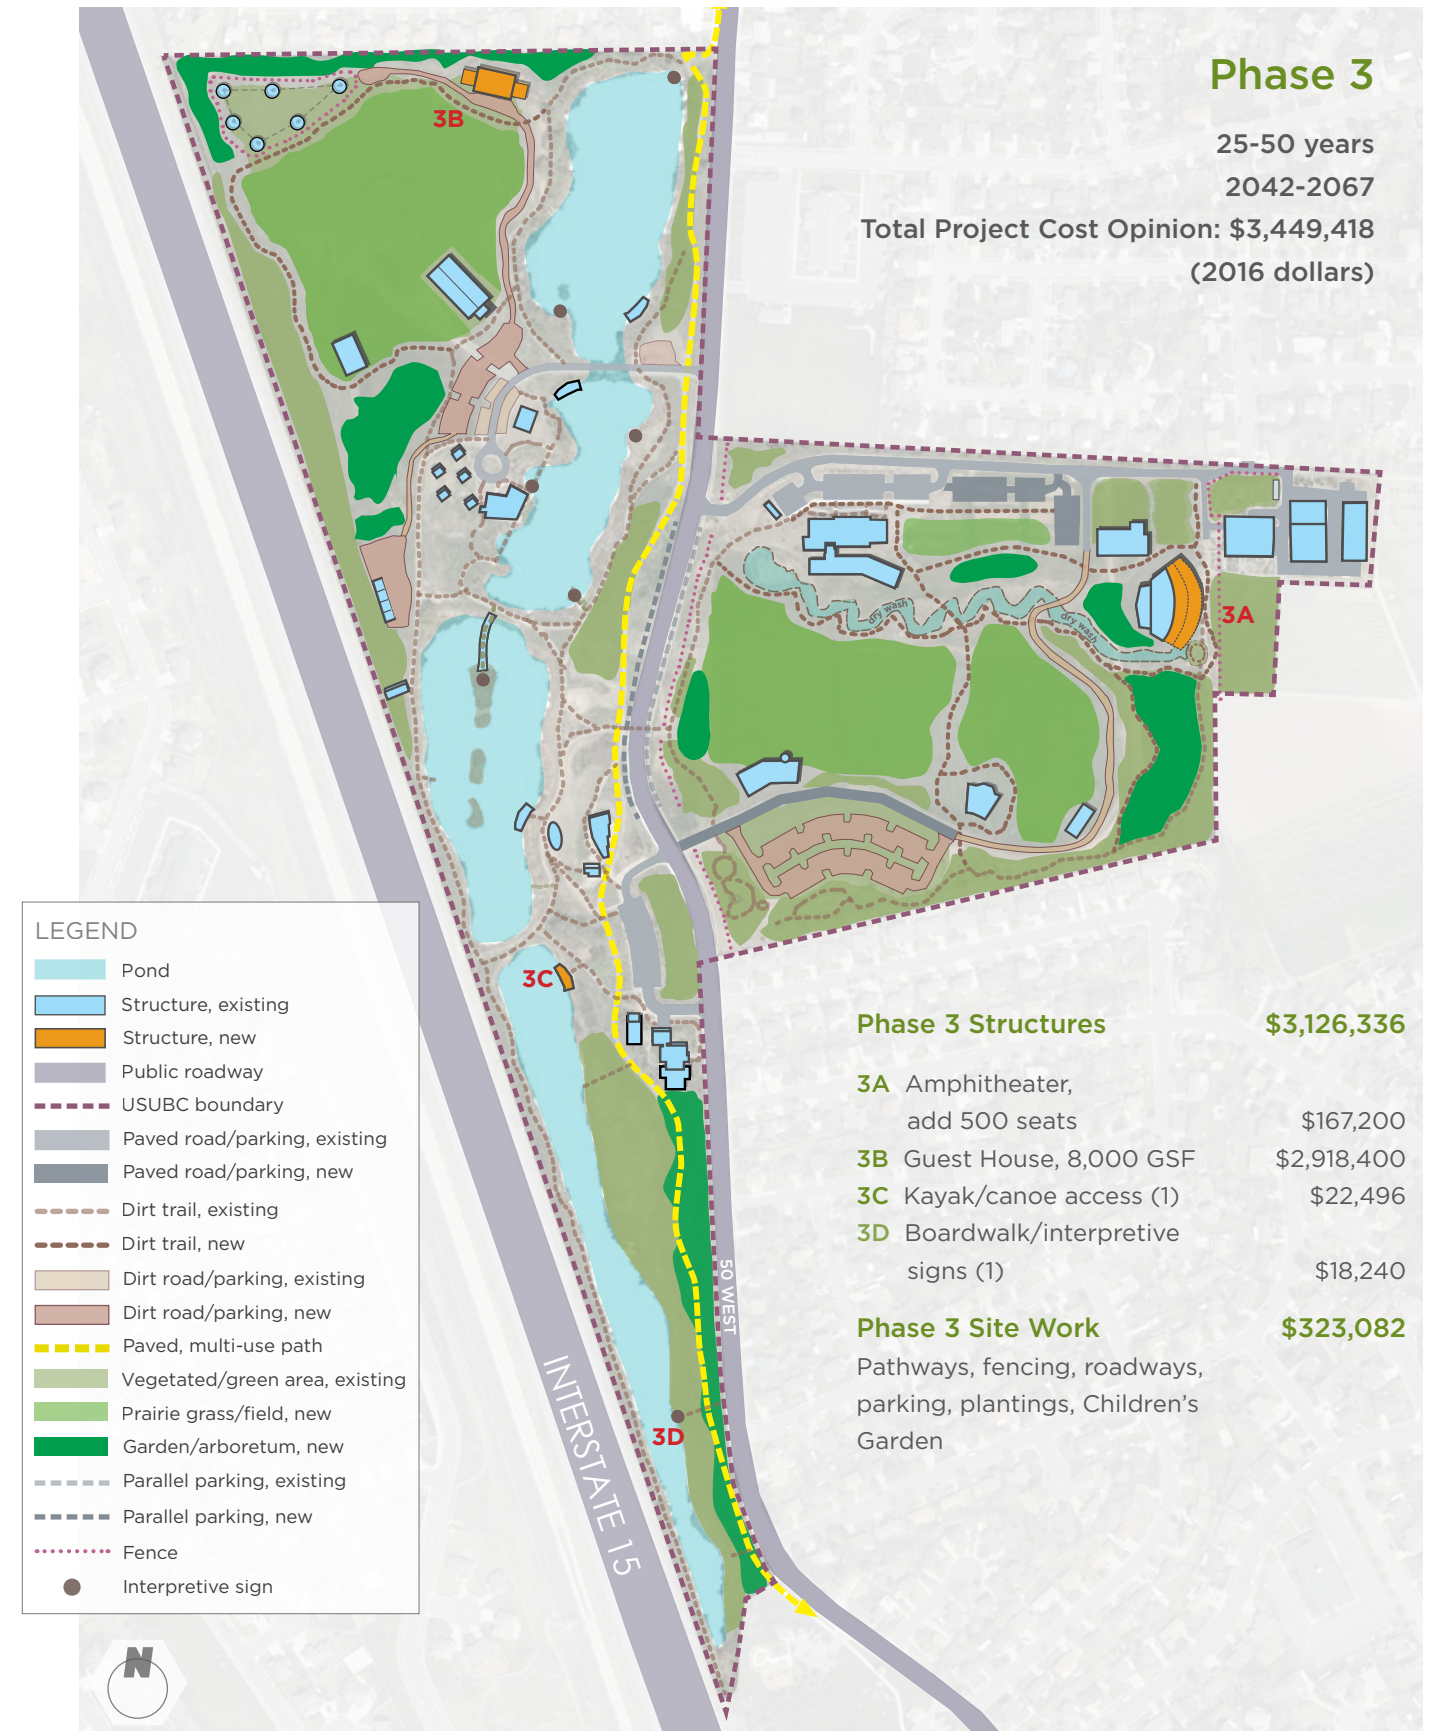 Phase 3
25-50 years
2042-2067
Total Project Cost Opinion: $3,449,418
(2016 dollars)
3B
3A
dry wash
dry wash
3C
3D
50 WEST
INTERSTATE 15
LEGEND
Pond
Structure, existing
Structure, new
Public roadway
USUBC boundary
Paved road/parking, existing
Paved road/parking, new
Dirt trail, existing
Dirt trail, new
Dirt road/parking, existing
Dirt road/parking, new
Paved, multi-use path
Vegetated/green area, existing
Prairie grass/field, new
Garden/arboretum, new
Parallel parking, existing
Parallel parking, new
Fence
Interpretive sign
N
Phase 3 Structures $3,126,336
3A Amphitheater,
add 500 seats $167,200
3B Guest House, 8,000 GSF $2,918,400
3C Kayak/canoe access (1) $22,496
3D Boardwalk/interpretive
signs (1) $18,240
Phase 3 Site Work $323,082
Pathways, fencing, roadways,
parking, plantings, Children's
Garden